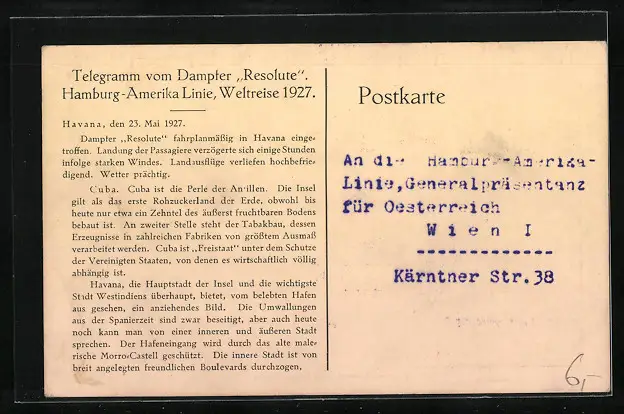 Telegramm vom Dampfer „Resolute“.
Hamburg-Amerika Linie, Weltreise 1927.
Havana, den 23. Mai 1927.
Dampfer „Resolute“ fahrplanmäßig in Havana einge-
troffen. Landung der Passagiere verzögerte sich einige Stunden
infolge starken Windes. Landausflüge verliefen hochbefrie-
digend. Wetter prächtig.
Cuba. Cuba ist die Perle der Antillen. Die Insel
gilt als das erste Rohzuckerland der Erde, obwohl bis
heute nur etwa ein Zehntel des äußerst fruchtbaren Bodens
bebaut ist. An zweiter Stelle steht der Tabakbau, dessen
Erzeugnisse in zahlreichen Fabriken von größtem Ausmaß
verarbeitet werden. Cuba ist „Freistaat“ unter dem Schutze
der Vereinigten Staaten, von denen es wirtschaftlich völlig
abhängig ist.
Havana, die Hauptstadt der Insel und die wichtigste
Stadt Westindiens überhaupt, bietet, vom belebten Hafen
aus gesehen, ein anziehendes Bild. Die Umwallungen
aus der Spanierzeit sind zwar beseitigt, aber auch heute
noch kann man von einer inneren und äußeren Stadt
sprechen. Der Hafeneingang wird durch das alte male-
rische Morro-Castell geschützt. Die innere Stadt ist von
breit angelegten freundlichen Boulevards durchzogen.
Postkarte
An die Hamburg-Amerika-
Linie,Generalpräsentanz
für Oesterreich
Wien I
-------------
Kärntner Str.38
6,-